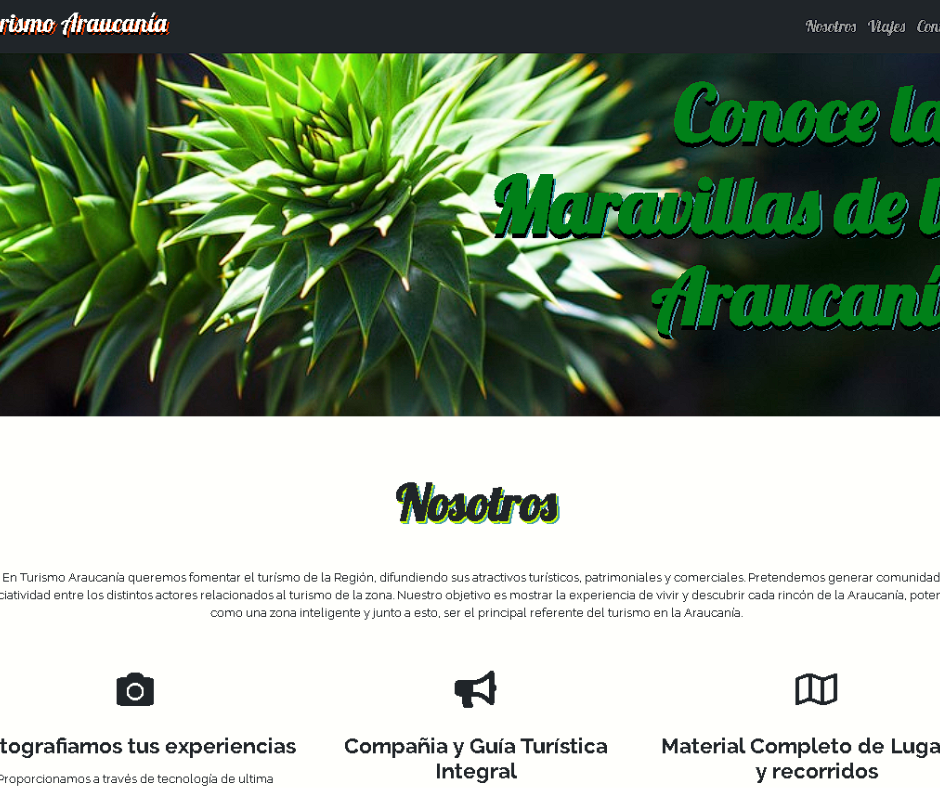 rismo Araucanía
Nosotros Viajes Con
Conoce la
Maravillas de l
Araucaní
Nosotros
En Turismo Araucanía queremos fomentar el turísmo de la Región, difundiendo sus atractivos turísticos, patrimoniales y comerciales. Pretendemos generar comunidad
ciatividad entre los distintos actores relacionados al turismo de la zona. Nuestro objetivo es mostrar la experiencia de vivir y descubrir cada rincón de la Araucanía, poten
como una zona inteligente y junto a esto, ser el principal referente del turismo en la Araucanía.
tografiamos tus experiencias
Proporcionamos a través de tecnología de ultima
Compañia y Guía Turística
Integral
Material Completo de Luga
y recorridos